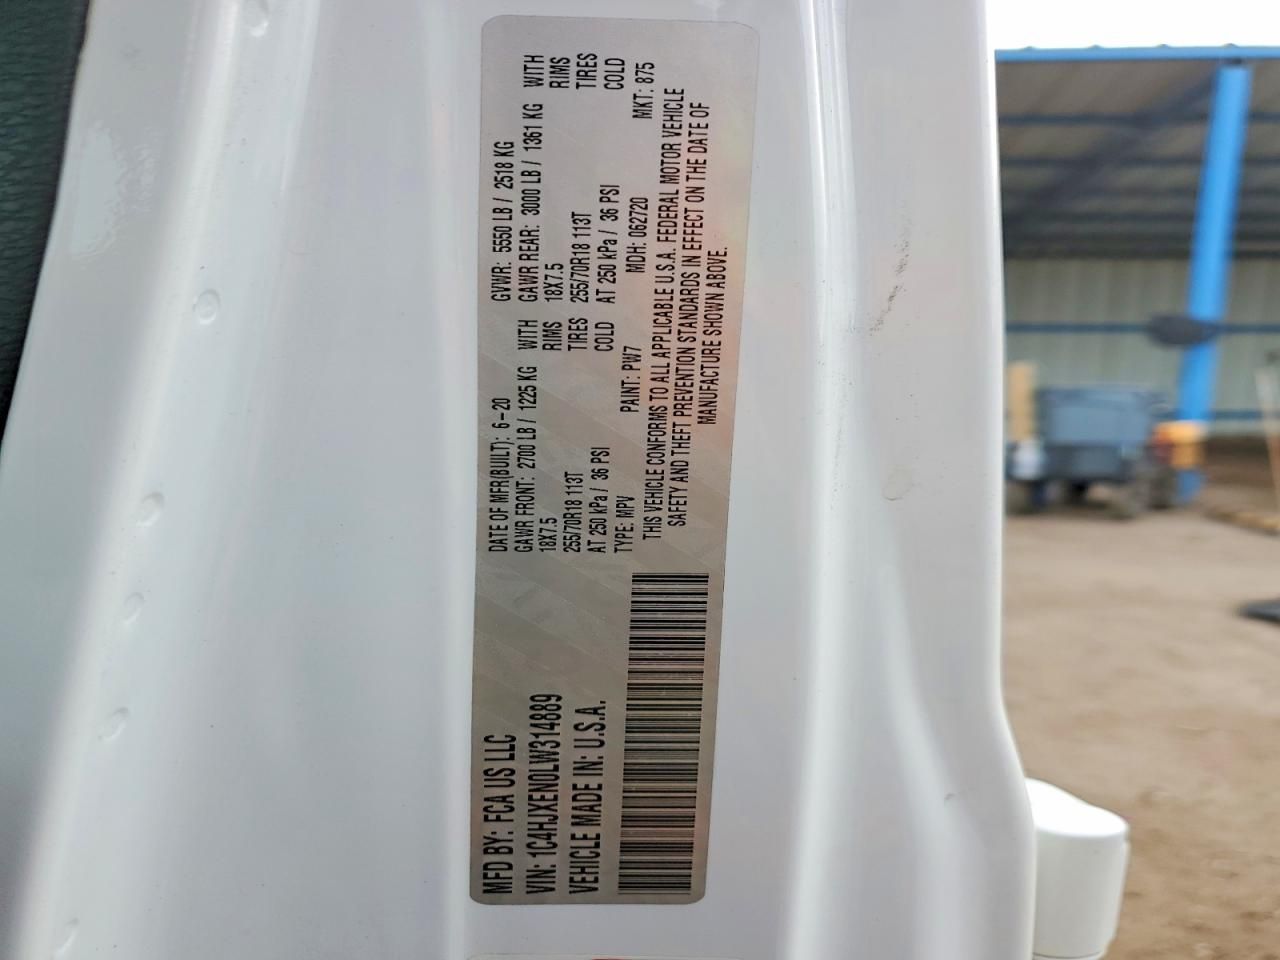 MFD BY: FCA US LLC
VIN: 1C4HJXEN0LW314889
VEHICLE MADE IN: U.S.A.
DATE OF MFR(BUILT): 6-20 GVWR: 5550 LB / 2518 KG
GAWR FRONT: 2700 LB / 1225 KG WITH GAWR REAR: 3000 LB / 1361 KG WITH
18X7.5 RIMS 18X7.5 RIMS
255/70R18 113T TIRES 255/70R18 113T TIRES
AT 250 kPa / 36 PSI COLD AT 250 kPa / 36 PSI COLD
TYPE: MPV PAINT: PW7 MDH: 062720 MKT: 875
THIS VEHICLE CONFORMS TO ALL APPLICABLE U.S.A. FEDERAL MOTOR VEHICLE
SAFETY AND THEFT PREVENTION STANDARDS IN EFFECT ON THE DATE OF
MANUFACTURE SHOWN ABOVE.